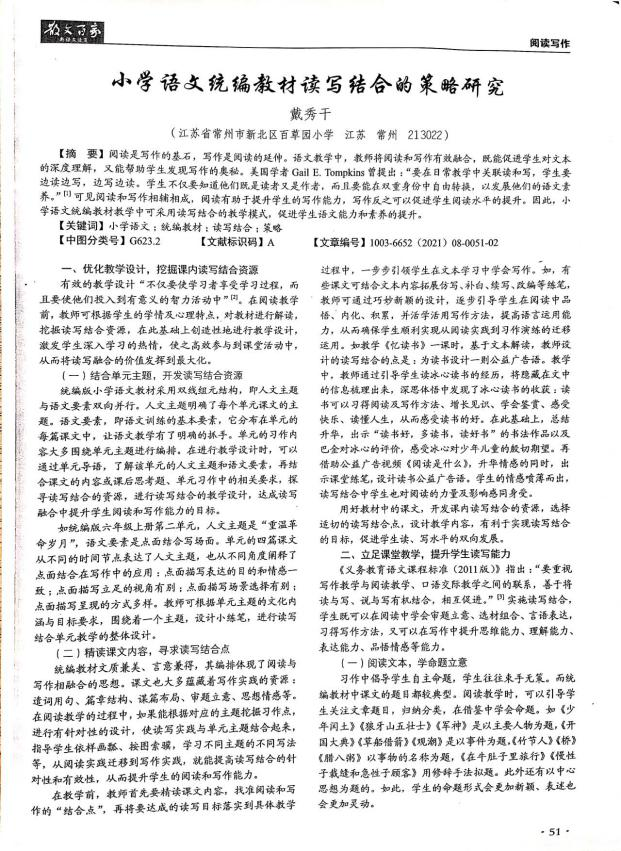 散文百家
阅读写作
小学语文统编教材读写结合的策略研究
戴秀干
（江苏省常州市新北区百草园小学 江苏 常州 213022）
【摘 要】阅读是写作的基石，写作是阅读的延伸。语文教学中，教师将阅读和写作有效融合，既能促进学生对文本
的深度理解，又能帮助学生发现写作的奥秘。美国学者 Gail E. Tompkins 曾提出：“要在日常教学中关联读和写，学生要
边读边写，边写边读。学生不仅要知道他们既是读者又是作者，而且要能在双重身份中自由转换，以发展他们的语文素
养。”[1] 可见阅读和写作相辅相成，阅读有助于提升学生的写作能力，写作反之可以促进学生阅读水平的提升。因此，小
学语文统编教材教学中可采用读写结合的教学模式，促进学生语文能力和素养的提升。
【关键词】小学语文；统编教材；读写结合；策略
【中图分类号】G623.2 【文献标识码】A 【文章编号】1003-6652（2021）08-0051-02
一、优化教学设计，挖掘课内读写结合资源
有效的教学设计“不仅要使学习者享受学习过程，而
且要使他们投入到有意义的智力活动中”[2]。在阅读教学
前，教师可根据学生的学情及心理特点，对教材进行解读，
挖掘读写结合资源，在此基础上创造性地进行教学设计，
激发学生深入学习的热情，使之高效参与到课堂活动中，
从而将读写融合的价值发挥到最大化。
（一）结合单元主题，开发读写结合资源
统编版小学语文教材采用双线组元结构，即人文主题
与语文要素双向并行。人文主题明确了每个单元课文的主
题。语文要素，即语文训练的基本要素，它分布在单元的
每篇课文中，让语文教学有了明确的抓手。单元的习作内
容大多围绕单元主题进行编排。在进行教学设计时，可以
通过单元导语，了解该单元的人文主题和语文要素，再结
合课文的内容或课后思考题、单元习作中的相关要求，探
寻读写结合的资源，进行读写结合的教学设计，达成读写
融合中提升学生阅读和写作能力的目标。
如统编版六年级上册第二单元，人文主题是“重温革
命岁月”，语文要素是点面结合写场面。单元的四篇课文
从不同的时间节点表达了人文主题，也从不同角度阐释了
点面结合在写作中的应用：点面描写表达的目的和情感一
致；点面描写立足的视角有别；点面描写场景选择有别；
点面描写呈现的方式多样。教师可根据单元主题的文化内
涵与目标要求，围绕着一个主题，设计小练笔，进行读写
结合单元教学的整体设计。
（二）精读课文内容，寻求读写结合点
统编教材文质兼美、言意兼得，其编排体现了阅读与
写作相融合的思想。课文也大多蕴藏着写作实践的资源：
遣词用句、篇章结构、谋篇布局、审题立意、思想情感等。
在阅读教学的过程中，如果能根据对应的主题挖掘习作点，
进行有针对性的设计，使读写实践与单元主题结合起来，
指导学生依样画瓢、按图索骥，学习不同主题的不同写法
等，从阅读实践迁移到写作实践，就能提高读写结合的针
对性和有效性，从而提升学生的阅读和写作能力。
在教学前，教师首先要精读课文内容，找准阅读和写
作的“结合点”，再将要达成的读写目标落实到具体教学
过程中，一步步引领学生在文本学习中学会写作。如，有
些课文可结合文本内容拓展仿写、补白、续写、改编等练笔，
教师可通过巧妙新颖的设计，逐步引导学生在阅读中品
悟、内化、积累，并活学活用写作方法，提高语言运用能
力，从而确保学生顺利实现从阅读实践到习作演练的迁移
运用。如教学《忆读书》一课时，基于文本解读，教师设
计的读写结合的点是：为读书设计一则公益广告语。教学
中，教师通过引导学生读冰心读书的经历，将隐藏在文中
的信息梳理出来，深思体悟中发现了冰心读书的收获：读
书可以习得阅读及写作方法、增长见识、学会鉴赏、感受
快乐、读懂人生，从而感受读书的好。在此基础上，总结
升华，出示“读书好，多读书，读好书”的书法作品以及
巴金对冰心的评价，感受冰心对少年儿童的殷切期望。再
借助公益广告视频《阅读是什么》，升华情感的同时，出
示课堂练笔，设计读书公益广告语。学生的情感喷薄而出，
读写结合中学生也对阅读的力量及影响感同身受。
用好教材中的课文，开发课内读写结合的资源，选择
适切的读写结合点，设计教学内容，有利于实现读写结合
的目标，促进学生读、写水平的双向发展。
二、立足课堂教学，提升学生读写能力
《义务教育语文课程标准（2011版）》指出：“要重视
写作教学与阅读教学、口语交际教学之间的联系，善于将
读与写、说与写有机结合，相互促进。”[3] 实施读写结合，
学生既可以在阅读中学会审题立意、选材组合、言语表达，
习得写作方法，又可以在写作中提升思维能力、理解能力、
表达能力、品悟情感等能力。
（一）阅读文本，学命题立意
习作中倡导学生自主命题，学生往往束手无策。而统
编教材中课文的题目都较典型。阅读教学时，可以引导学
生关注文章题目，归纳分类，在借鉴中学会命题。如《少
年闰土》《狼牙山五壮士》《军神》是以主要人物为题，《开
国大典》《草船借箭》《观潮》是以事件为题，《竹节人》《桥》
《腊八粥》以事物的名称为题，《在牛肚子里旅行》《慢性
子裁缝和急性子顾客》用修辞手法拟题。此外还有以中心
思想为题的。如此，学生的命题形式会更加新颖、表述也
会更加灵动。
·51·